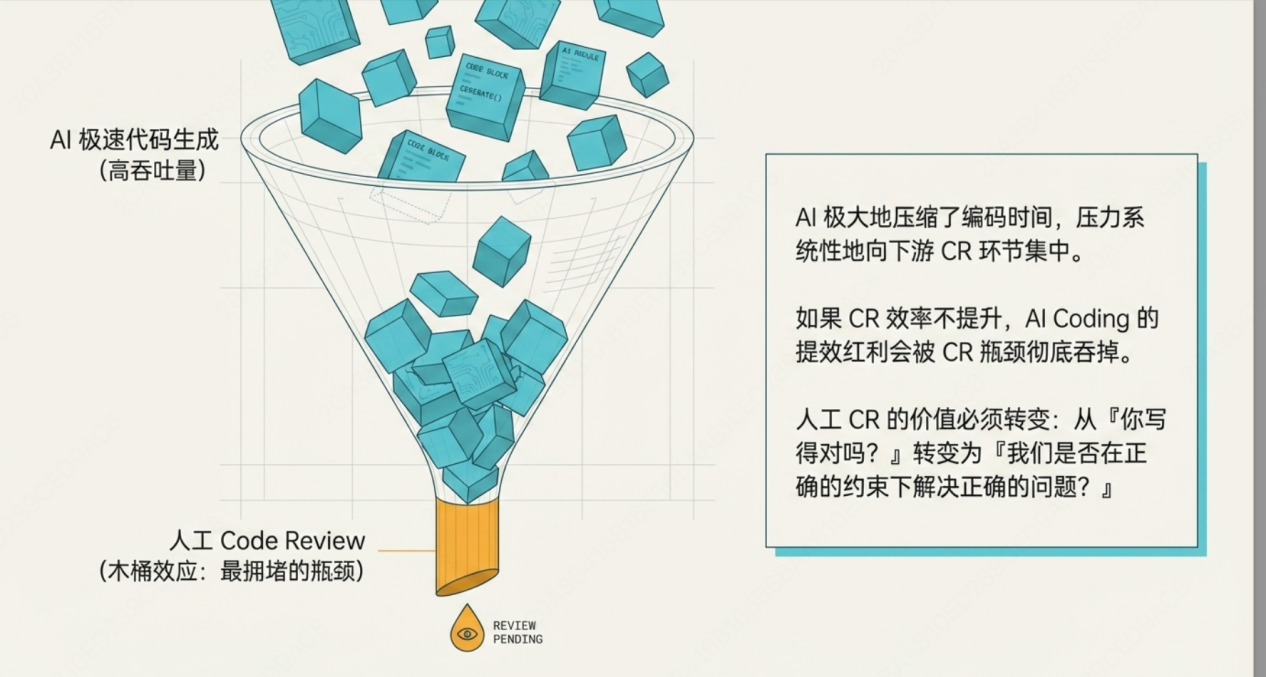 AI MODULE
CODE BLOCK
CEGERATE()
CODE BLOCK
AI 极速代码生成
(高吞吐量)
AI 极大地压缩了编码时间，压力系
统性地向下游 CR 环节集中。
如果 CR 效率不提升，AI Coding 的
提效红利会被 CR 瓶颈彻底吞掉。
人工 CR 的价值必须转变：从『你写
得对吗？』转变为『我们是否在正
确的约束下解决正确的问题？』
人工 Code Review
(木桶效应：最拥堵的瓶颈)
REVIEW
PENDING